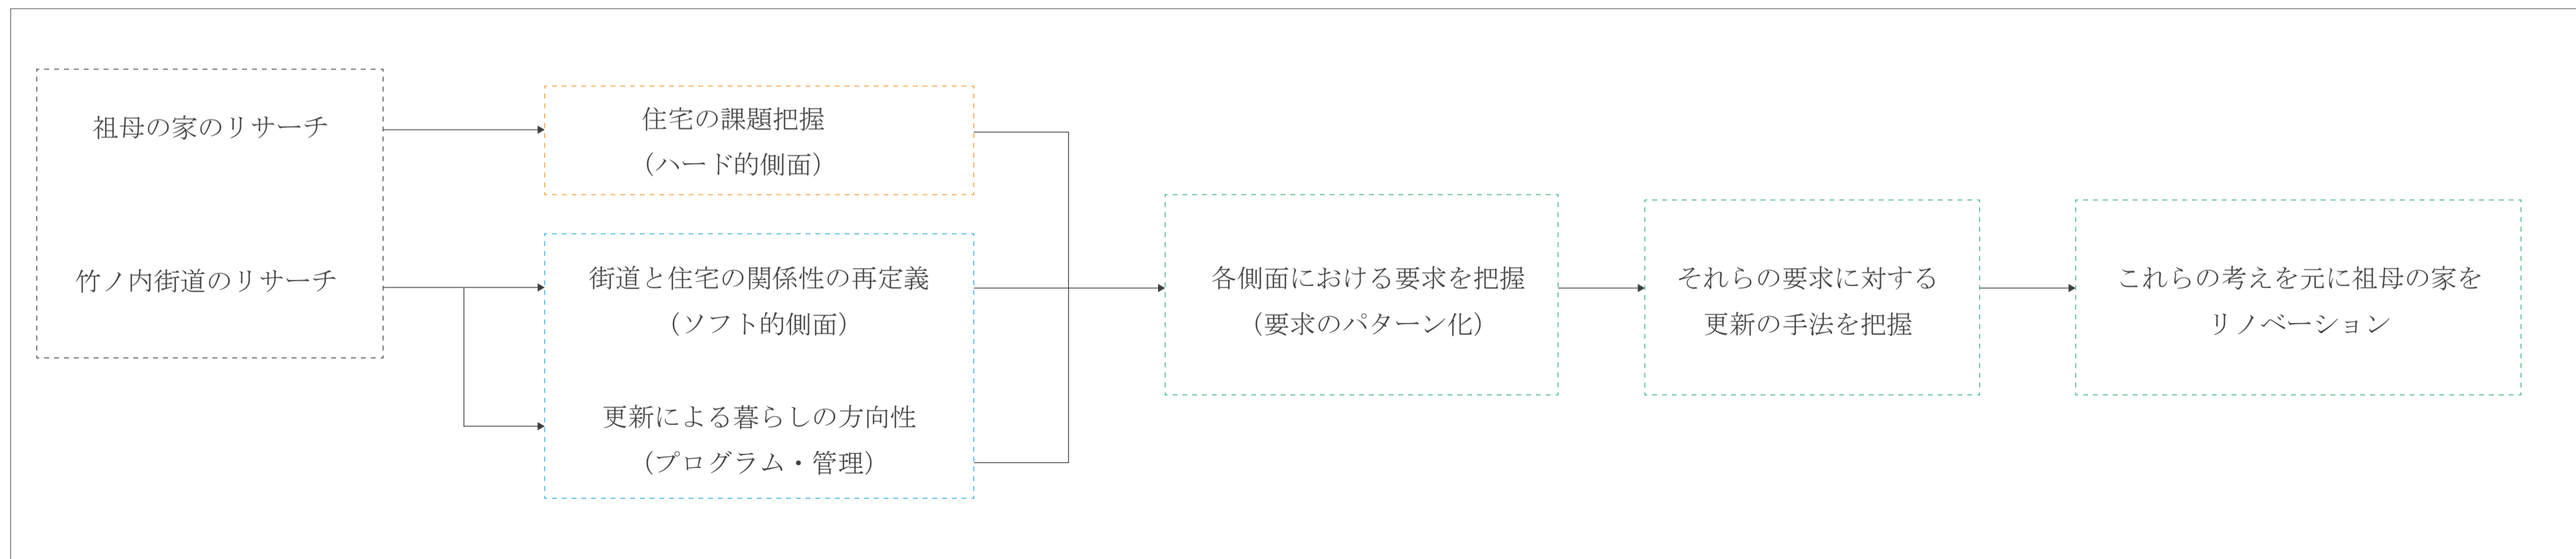 祖母の家のリサーチ
竹ノ内街道のリサーチ
住宅の課題把握
（ハード的側面）
街道と住宅の関係性の再定義
（ソフト的側面）
更新による暮らしの方向性
（プログラム・管理）
各側面における要求を把握
（要求のパターン化）
それらの要求に対する
更新の手法を把握
これらの考えを元に祖母の家を
リノベーション